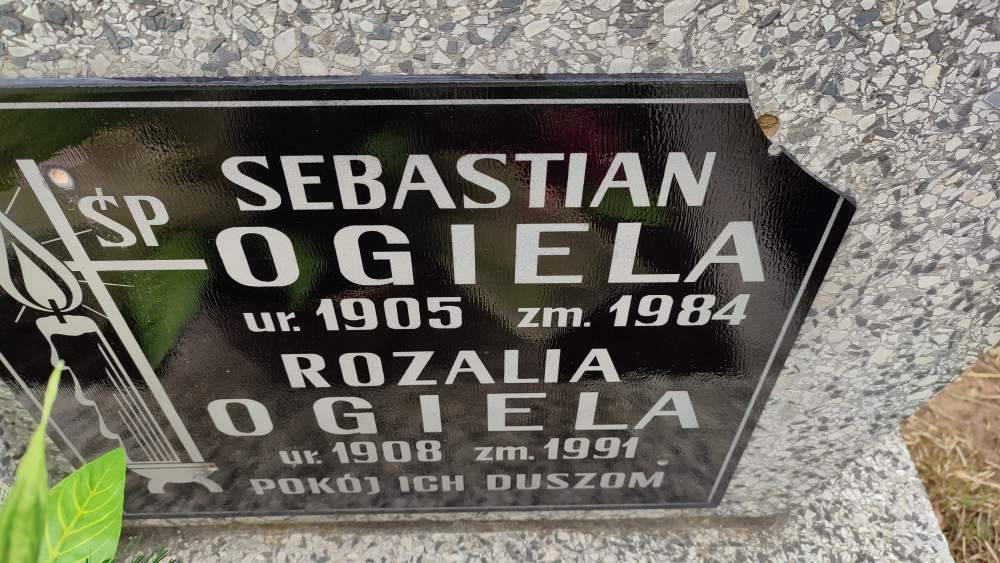 ŚP
SEBASTIAN
OGIELA
ur. 1905 zm. 1984
ROZALIA
OGIELA
ur. 1908 zm. 1991
POKÓJ ICH DUSZOM